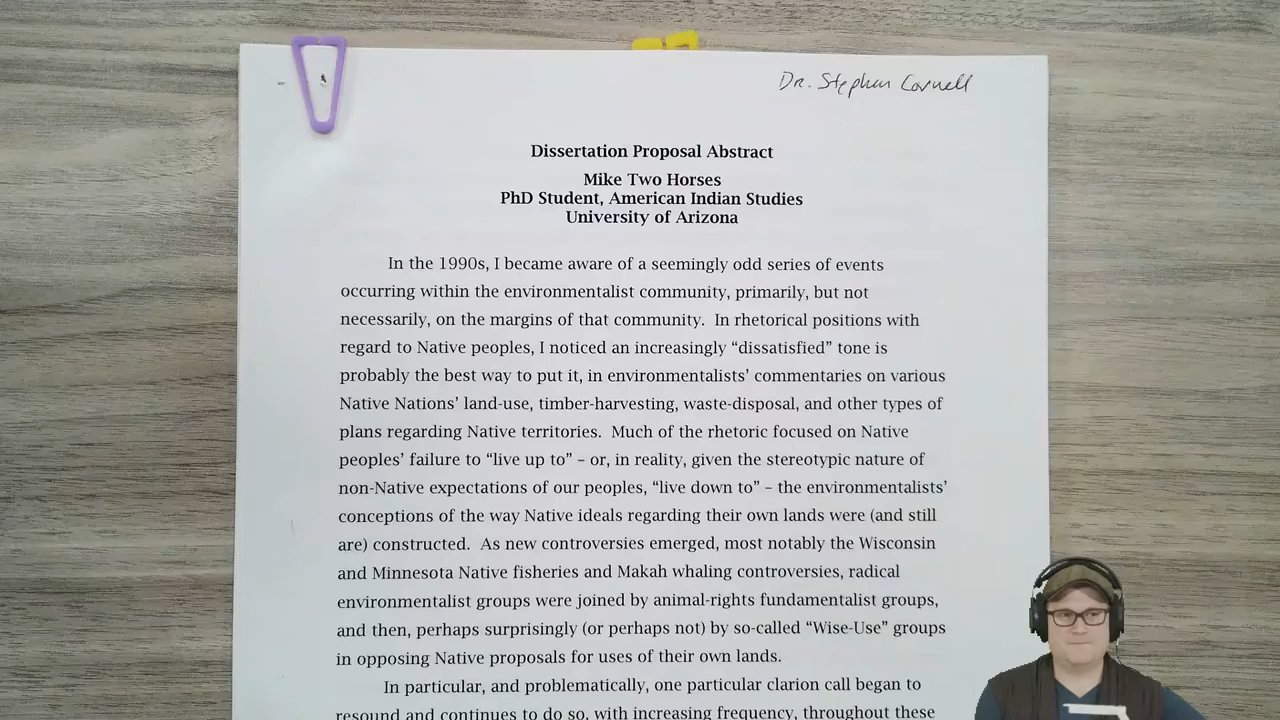 Dr. Stephen Cornell
Dissertation Proposal Abstract
Mike Two Horses
PhD Student, American Indian Studies
University of Arizona
In the 1990s, I became aware of a seemingly odd series of events
occurring within the environmentalist community, primarily, but not
necessarily, on the margins of that community.  In rhetorical positions with
regard to Native peoples, I noticed an increasingly “dissatisfied” tone is
probably the best way to put it, in environmentalists’ commentaries on various
Native Nations’ land-use, timber-harvesting, waste-disposal, and other types of
plans regarding Native territories.  Much of the rhetoric focused on Native
peoples’ failure to “live up to” – or, in reality, given the stereotypic nature of
non-Native expectations of our peoples, “live down to” – the environmentalists’
conceptions of the way Native ideals regarding their own lands were (and still
are) constructed.  As new controversies emerged, most notably the Wisconsin
and Minnesota Native fisheries and Makah whaling controversies, radical
environmentalist groups were joined by animal-rights fundamentalist groups,
and then, perhaps surprisingly (or perhaps not) by so-called “Wise-Use” groups
in opposing Native proposals for uses of their own lands.
In particular, and problematically, one particular clarion call began to
resound and continues to do so, with increasing frequency, throughout these